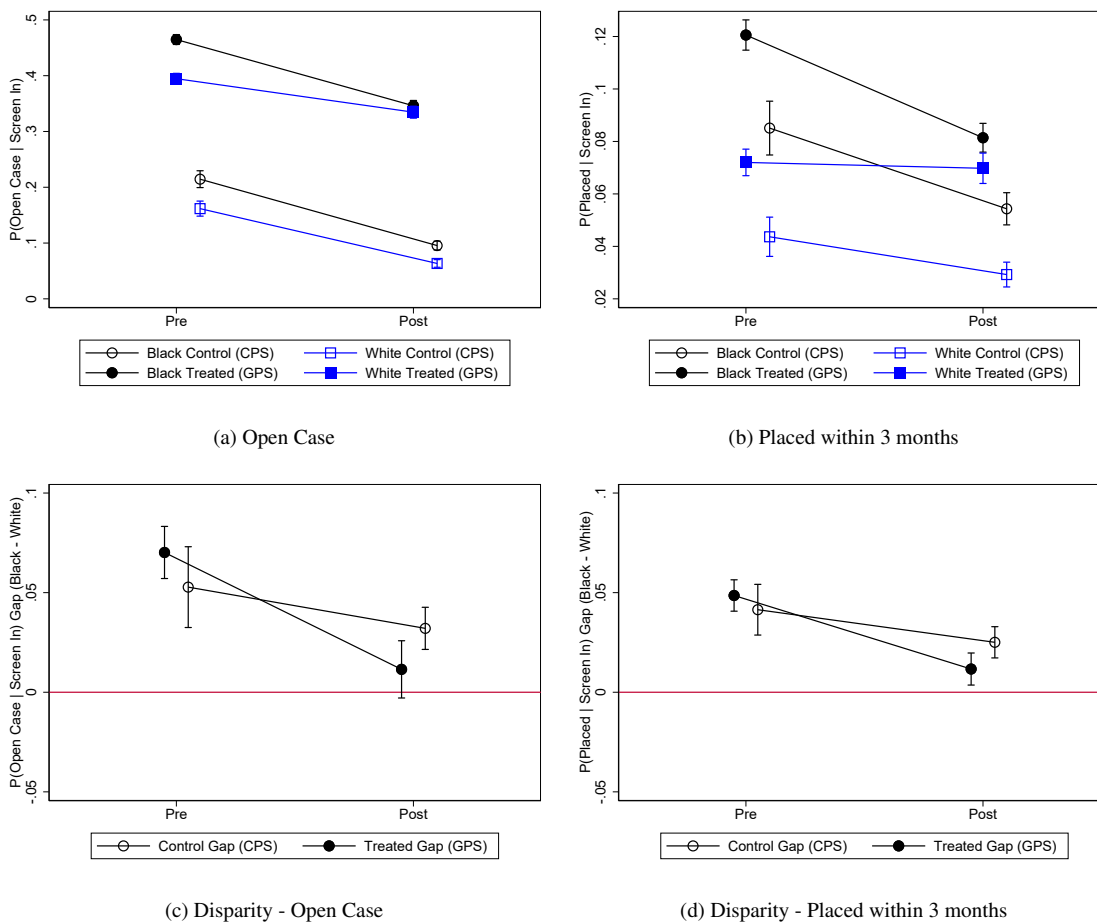 P(Open Case | Screen In)
.5
.4
.3
.2
.1
0
Pre
Post
Black Control (CPS)
White Control (CPS)
Black Treated (GPS)
White Treated (GPS)
(a) Open Case
P(Placed | Screen In)
.12
.1
.08
.06
.04
.02
Pre
Post
Black Control (CPS)
White Control (CPS)
Black Treated (GPS)
White Treated (GPS)
(b) Placed within 3 months
P(Open Case | Screen In) Gap (Black - White)
.1
.05
0
-.05
Pre
Post
Control Gap (CPS)
Treated Gap (GPS)
(c) Disparity - Open Case
P(Placed | Screen In) Gap (Black - White)
.1
.05
0
-.05
Pre
Post
Control Gap (CPS)
Treated Gap (GPS)
(d) Disparity - Placed within 3 months